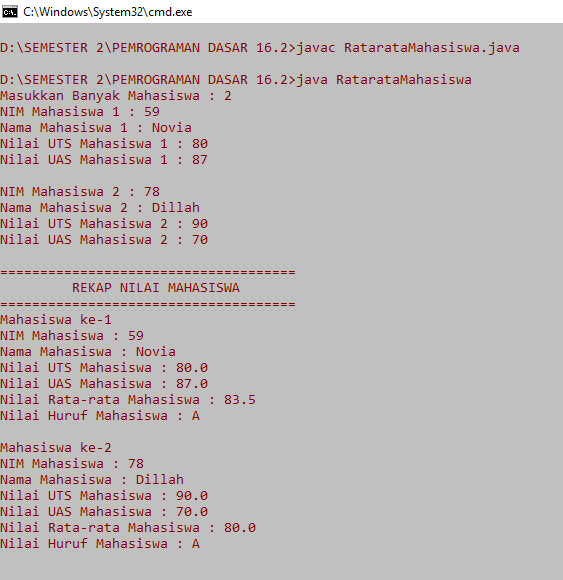 C:\Windows\System32\cmd.exe
D:\SEMESTER 2\PEMROGRAMAN DASAR 16.2>javac RatarataMahasiswa.java
D:\SEMESTER 2\PEMROGRAMAN DASAR 16.2>java RatarataMahasiswa
Masukkan Banyak Mahasiswa : 2
NIM Mahasiswa 1 : 59
Nama Mahasiswa 1 : Novia
Nilai UTS Mahasiswa 1 : 80
Nilai UAS Mahasiswa 1 : 87
NIM Mahasiswa 2 : 78
Nama Mahasiswa 2 : Dillah
Nilai UTS Mahasiswa 2 : 90
Nilai UAS Mahasiswa 2 : 70
=====================================
REKAP NILAI MAHASISWA
=====================================
Mahasiswa ke-1
NIM Mahasiswa : 59
Nama Mahasiswa : Novia
Nilai UTS Mahasiswa : 80.0
Nilai UAS Mahasiswa : 87.0
Nilai Rata-rata Mahasiswa : 83.5
Nilai Huruf Mahasiswa : A
Mahasiswa ke-2
NIM Mahasiswa : 78
Nama Mahasiswa : Dillah
Nilai UTS Mahasiswa : 90.0
Nilai UAS Mahasiswa : 70.0
Nilai Rata-rata Mahasiswa : 80.0
Nilai Huruf Mahasiswa : A